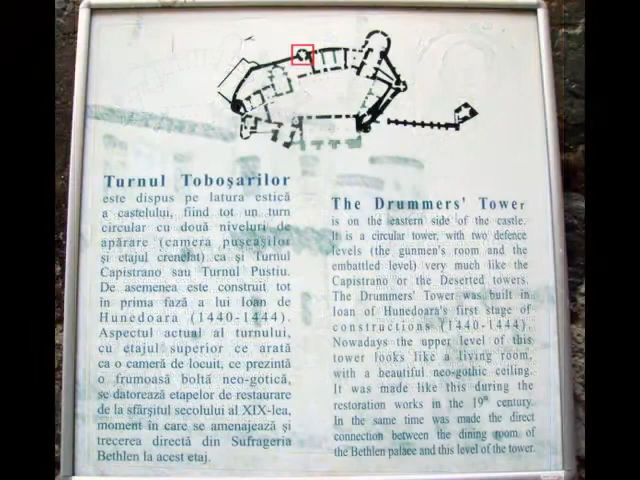 Turnul Toboşarilor
este dispus pe latura estică
a castelului, fiind tot un turn
circular cu două niveluri de
apărare (camera puşcaşilor
şi etajul crenelat) ca şi Turnul
Capistrano sau Turnul Pustiu.
De asemenea este construit tot
în prima fază a lui Ioan de
Hunedoara (1440-1444).
Aspectul actual al turnului,
cu etajul superior ce arată
ca o cameră de locuit, ce prezintă
o frumoasă boltă neo-gotică,
se datorează etapelor de restaurare
de la sfârşitul secolului al XIX-lea,
moment în care se amenajează şi
trecerea directă din Sufrageria
Bethlen la acest etaj.
The Drummers' Tower
is on the eastern side of the castle.
It is a circular tower, with two defence
levels (the gunmen's room and the
embattled level) very much like the
Capistrano or the Deserted towers.
The Drummers' Tower was built in
Ioan of Hunedoara's first stage of
constructions (1440-1444).
Nowadays the upper level of this
tower looks like a living room,
with a beautiful neo-gothic ceiling.
It was made like this during the
restoration works in the 19th century.
In the same time was made the direct
connection between the dining room of
the Bethlen palace and this level of the tower.